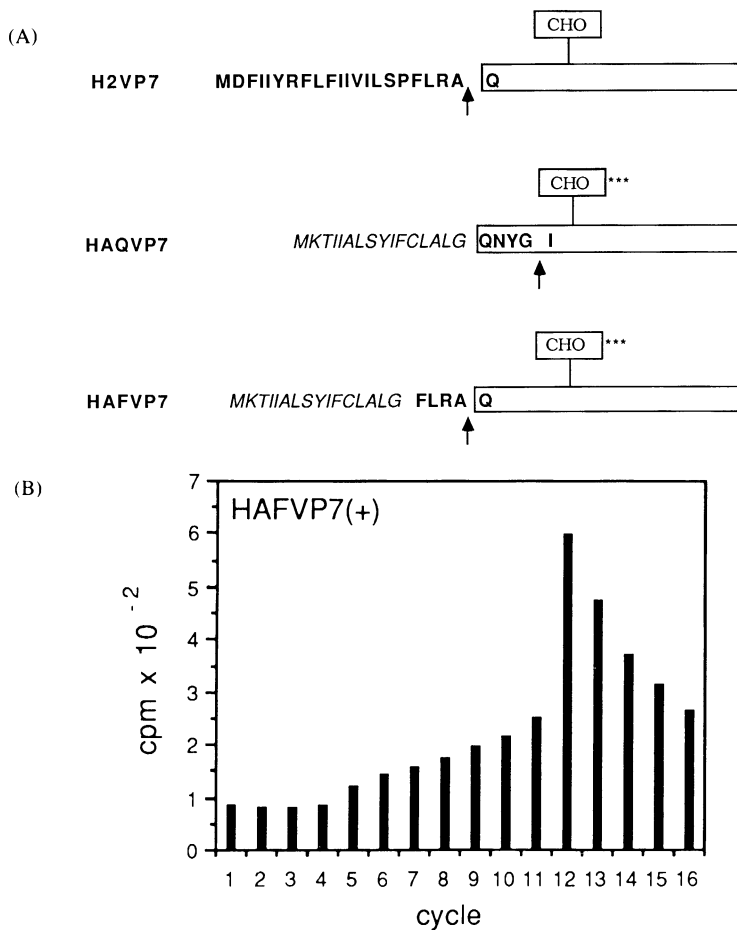 (A)
CHO
H2VP7 MDFIIYRFLFIIVILSPFLRA Q
CHO ***
HAQVP7 MKTIIALSYIFCLALG QNYG I
CHO ***
HAFVP7 MKTIIALSYIFCLALG FLRA Q
(B)
HAFVP7(+)
7
6
5
4
3
2
1
0
cpm x 10 -2
1 2 3 4 5 6 7 8 9 10 11 12 13 14 15 16
cycle